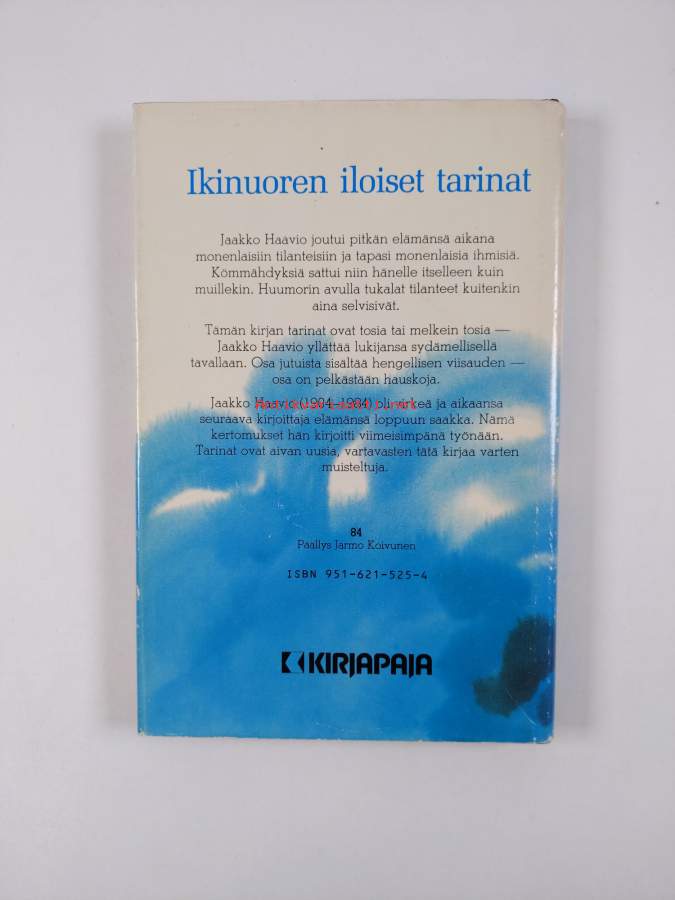 Ikinuoren iloiset tarinat
Jaakko Haavio joutui pitkän elämänsä aikana
monenlaisiin tilanteisiin ja tapasi monenlaisia ihmisiä.
Kömmähdyksiä sattui niin hänelle itselleen kuin
muillekin. Huumorin avulla tukalat tilanteet kuitenkin
aina selvisivät.
Tämän kirjan tarinat ovat tosia tai melkein tosia —
Jaakko Haavio yllättää lukijansa sydämellisellä
tavallaan. Osa jutuista sisältää hengellisen viisauden —
osa on pelkästään hauskoja.
Jaakko Haavio (1904—1984) oli virkeä ja aikaansa
seuraava kirjoittaja elämänsä loppuun saakka. Nämä
kertomukset hän kirjoitti viimeisimpänä työnään.
Tarinat ovat aivan uusia, vartavasten tätä kirjaa varten
muisteltuja.
84
Päällys Jarmo Koivunen
ISBN 951-621-525-4
KIRJAPAJA